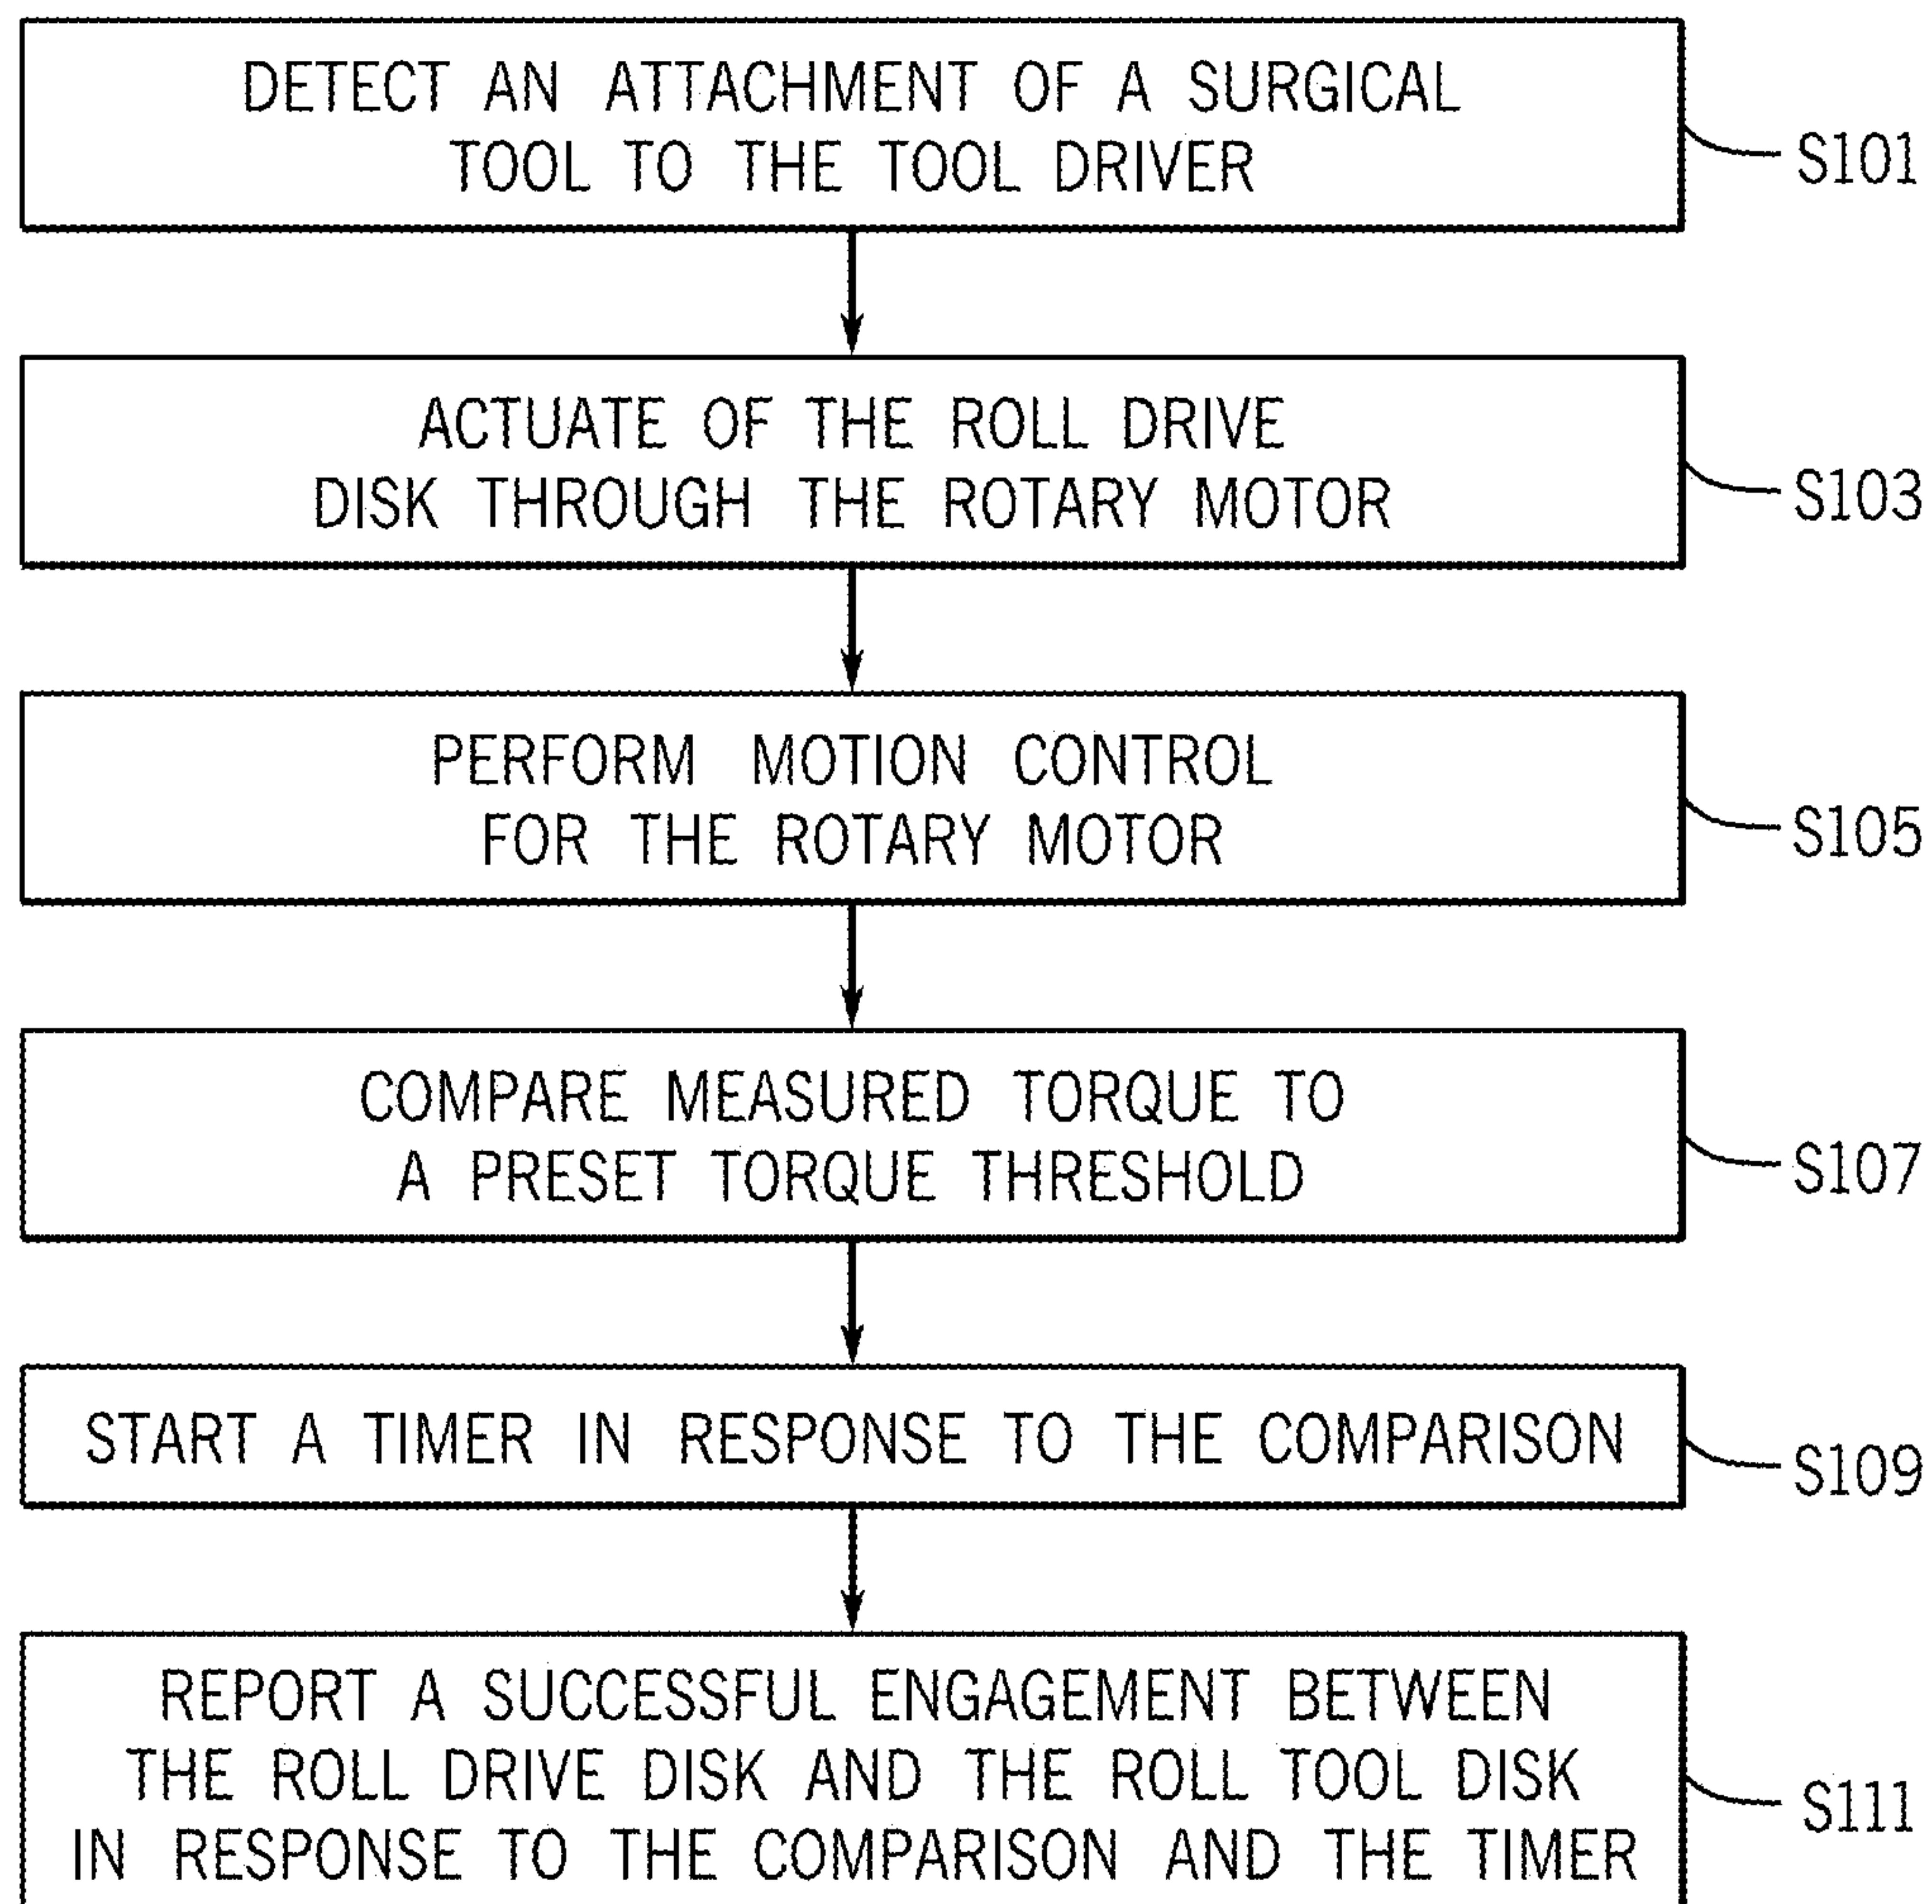 DETECT AN ATTACHMENT OF A SURGICAL
TOOL TO THE TOOL DRIVER
S101
ACTUATE OF THE ROLL DRIVE
DISK THROUGH THE ROTARY MOTOR
S103
PERFORM MOTION CONTROL
FOR THE ROTARY MOTOR
S105
COMPARE MEASURED TORQUE TO
A PRESET TORQUE THRESHOLD
S107
START A TIMER IN RESPONSE TO THE COMPARISON
S109
REPORT A SUCCESSFUL ENGAGEMENT BETWEEN
THE ROLL DRIVE DISK AND THE ROLL TOOL DISK
IN RESPONSE TO THE COMPARISON AND THE TIMER
S111